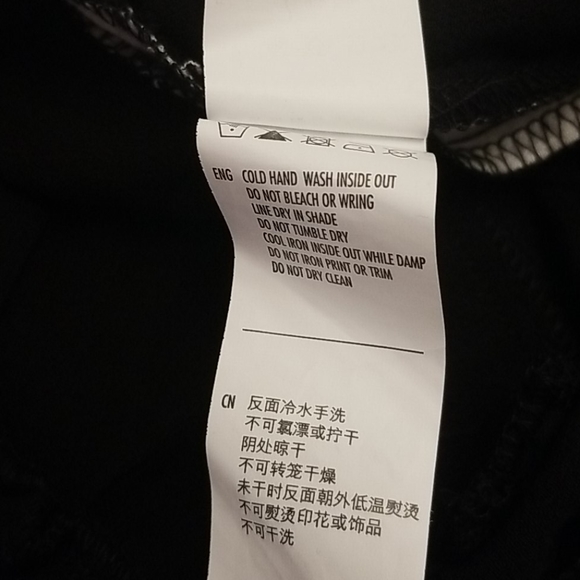 ENG COLD HAND WASH INSIDE OUT
DO NOT BLEACH OR WRING
LINE DRY IN SHADE
DO NOT TUMBLE DRY
COOL IRON INSIDE OUT WHILE DAMP
DO NOT IRON PRINT OR TRIM
DO NOT DRY CLEAN
CN 反面冷水手洗
不可氯漂或拧干
阴处晾干
不可转笼干燥
未干时反面朝外低温熨烫
不可熨烫印花或饰品
不可干洗